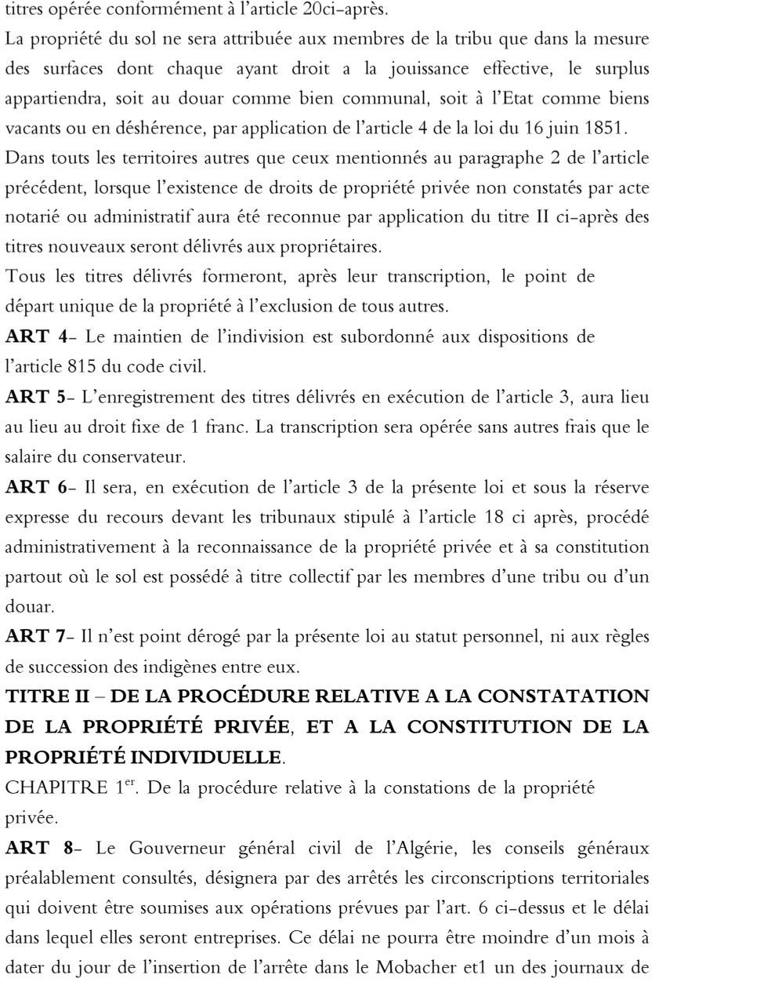 titres opérée conformément à l’article 20ci-après.
La propriété du sol ne sera attribuée aux membres de la tribu que dans la mesure
des surfaces dont chaque ayant droit a la jouissance effective, le surplus
appartiendra, soit au douar comme bien communal, soit à l’Etat comme biens
vacants ou en déshérence, par application de l’article 4 de la loi du 16 juin 1851.
Dans touts les territoires autres que ceux mentionnés au paragraphe 2 de l’article
précédent, lorsque l’existence de droits de propriété privée non constatés par acte
notarié ou administratif aura été reconnue par application du titre II ci-après des
titres nouveaux seront délivrés aux propriétaires.
Tous les titres délivrés formeront, après leur transcription, le point de
départ unique de la propriété à l’exclusion de tous autres.
ART 4- Le maintien de l’indivision est subordonné aux dispositions de
l’article 815 du code civil.
ART 5- L’enregistrement des titres délivrés en exécution de l’article 3, aura lieu
au lieu au droit fixe de 1 franc. La transcription sera opérée sans autres frais que le
salaire du conservateur.
ART 6- Il sera, en exécution de l’article 3 de la présente loi et sous la réserve
expresse du recours devant les tribunaux stipulé à l’article 18 ci après, procédé
administrativement à la reconnaissance de la propriété privée et à sa constitution
partout où le sol est possédé à titre collectif par les membres d’une tribu ou d’un
douar.
ART 7- Il n’est point dérogé par la présente loi au statut personnel, ni aux règles
de succession des indigènes entre eux.
TITRE II – DE LA PROCÉDURE RELATIVE A LA CONSTATATION
DE LA PROPRIÉTÉ PRIVÉE, ET A LA CONSTITUTION DE LA
PROPRIÉTÉ INDIVIDUELLE.
CHAPITRE 1er. De la procédure relative à la constations de la propriété
privée.
ART 8- Le Gouverneur général civil de l’Algérie, les conseils généraux
préalablement consultés, désignera par des arrêtés les circonscriptions territoriales
qui doivent être soumises aux opérations prévues par l’art. 6 ci-dessus et le délai
dans lequel elles seront entreprises. Ce délai ne pourra être moindre d’un mois à
dater du jour de l’insertion de l’arrête dans le Mobacher et1 un des journaux de